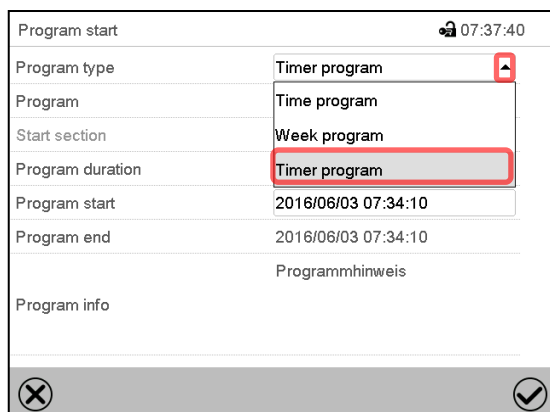 Program start 07:37:40
Program type Timer program
Program Time program
Start section Week program
Program duration Timer program
Program start 2016/06/03 07:34:10
Program end 2016/06/03 07:34:10
Programmhinweis
Program info